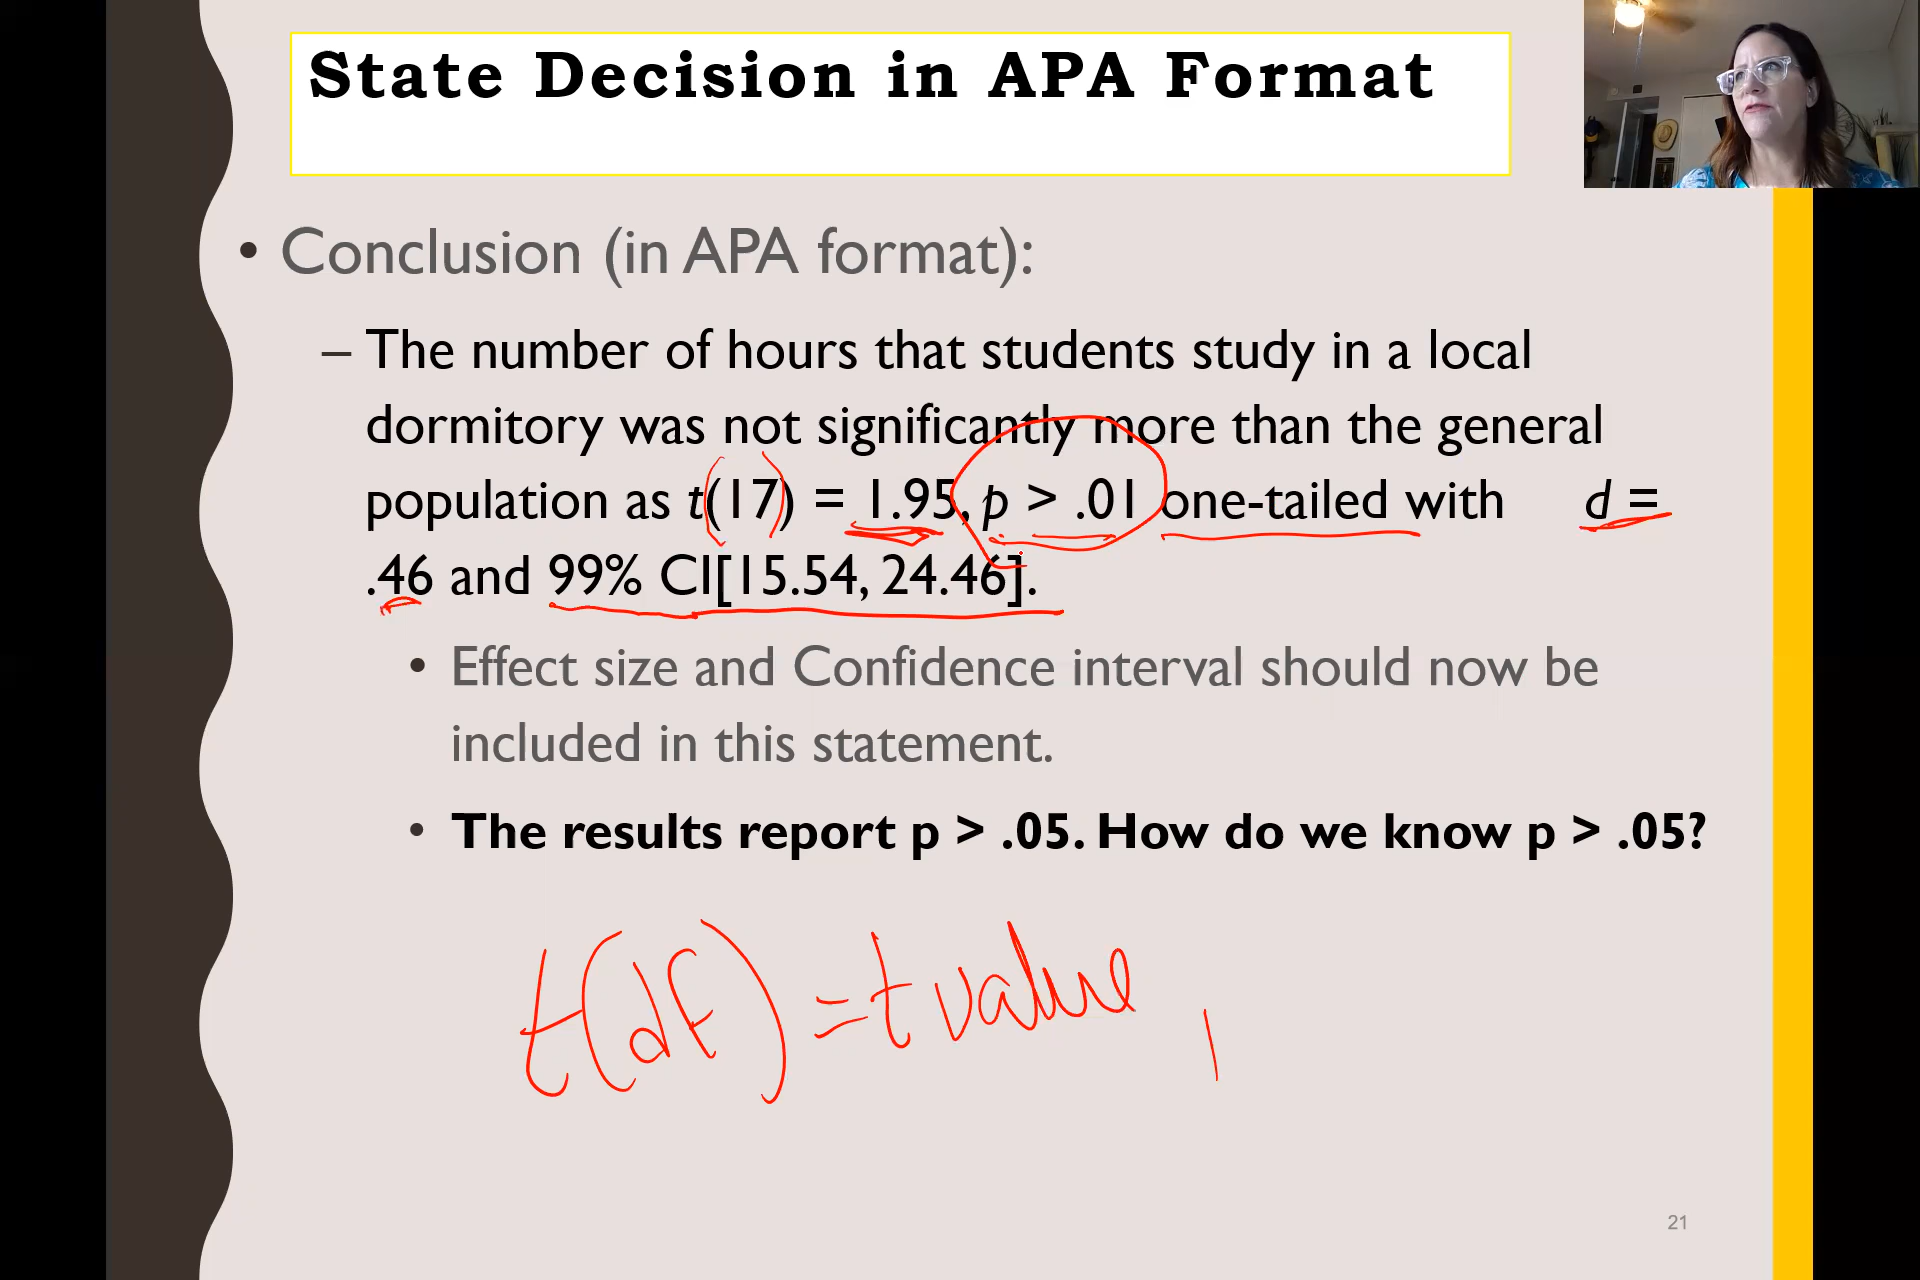 State Decision in APA Format
• Conclusion (in APA format):
– The number of hours that students study in a local
dormitory was not significantly more than the general
population as t(17) = 1.95, p > .01 one-tailed with d =
.46 and 99% CI[15.54, 24.46].
• Effect size and Confidence interval should now be
included in this statement.
• The results report p > .05. How do we know p > .05?
t(df) = t value ,
21